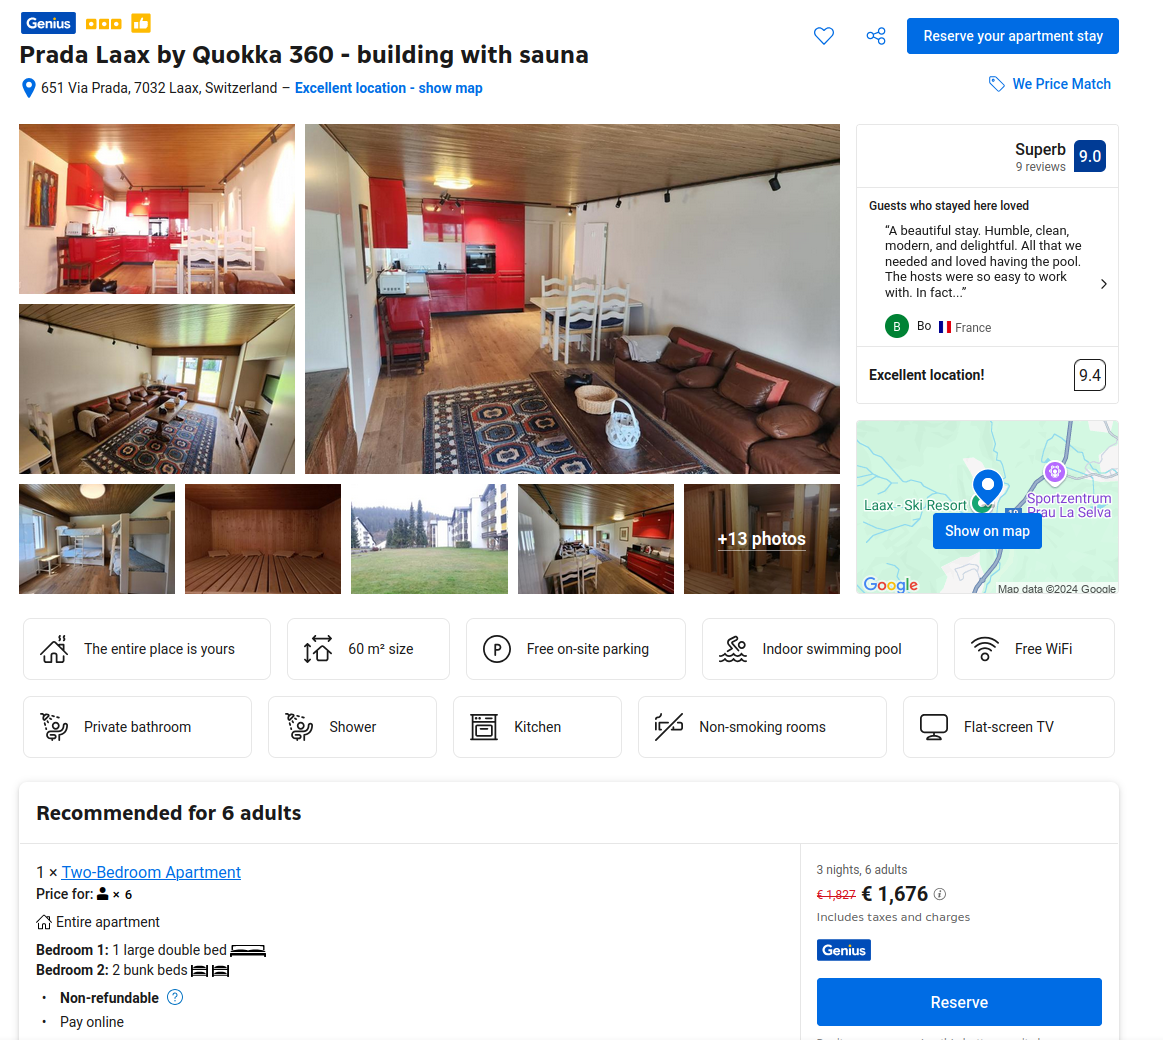 Genius
Prada Laax by Quokka 360 - building with sauna
651 Via Prada, 7032 Laax, Switzerland – Excellent location - show map
Reserve your apartment stay
We Price Match
Superb
9 reviews
9.0
Guests who stayed here loved
“A beautiful stay. Humble, clean,
modern, and delightful. All that we
needed and loved having the pool.
The hosts were so easy to work
with. In fact...”
B Bo France
Excellent location! 9.4
Laax - Ski Resort
Sportzentrum
Prau La Selva
19
Show on map
Google
Map data ©2024 Google
+13 photos
The entire place is yours
60 m² size
P Free on-site parking
Indoor swimming pool
Free WiFi
Private bathroom
Shower
Kitchen
Non-smoking rooms
Flat-screen TV
Recommended for 6 adults
1 × Two-Bedroom Apartment
Price for: × 6
Entire apartment
Bedroom 1: 1 large double bed
Bedroom 2: 2 bunk beds
• Non-refundable ?
• Pay online
3 nights, 6 adults
€ 1,827 € 1,676
Includes taxes and charges
Genius
Reserve